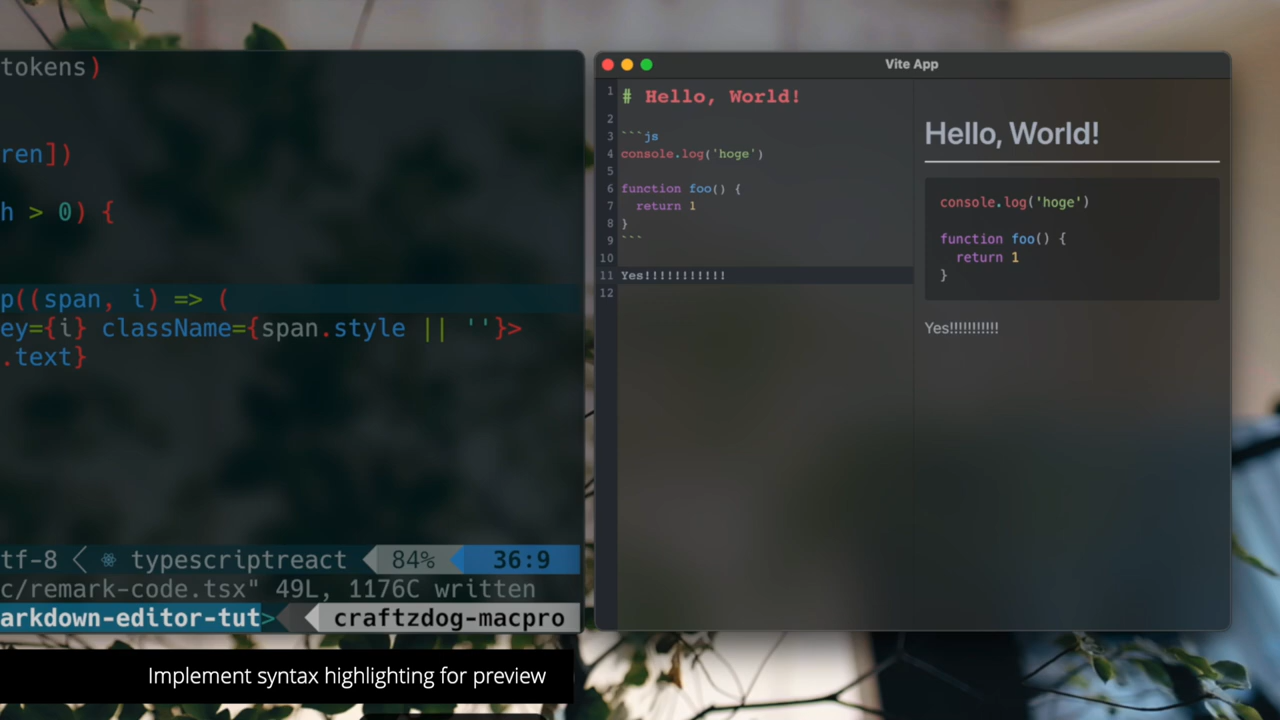 tokens)
ren])
h > 0) {
p((span, i) => (
ey={i} className={span.style || ''}>
.text}
tf-8 typescriptreact 84% 36:9
c/remark-code.tsx" 49L, 1176C written
arkdown-editor-tut> craftzdog-macpro
Implement syntax highlighting for preview
Vite App
1 # Hello, World!
2
3 ```js
4 console.log('hoge')
5
6 function foo() {
7 return 1
8 }
9 ```
10
11 Yes!!!!!!!!!!!
12
Hello, World!
console.log('hoge')
function foo() {
return 1
}
Yes!!!!!!!!!!!